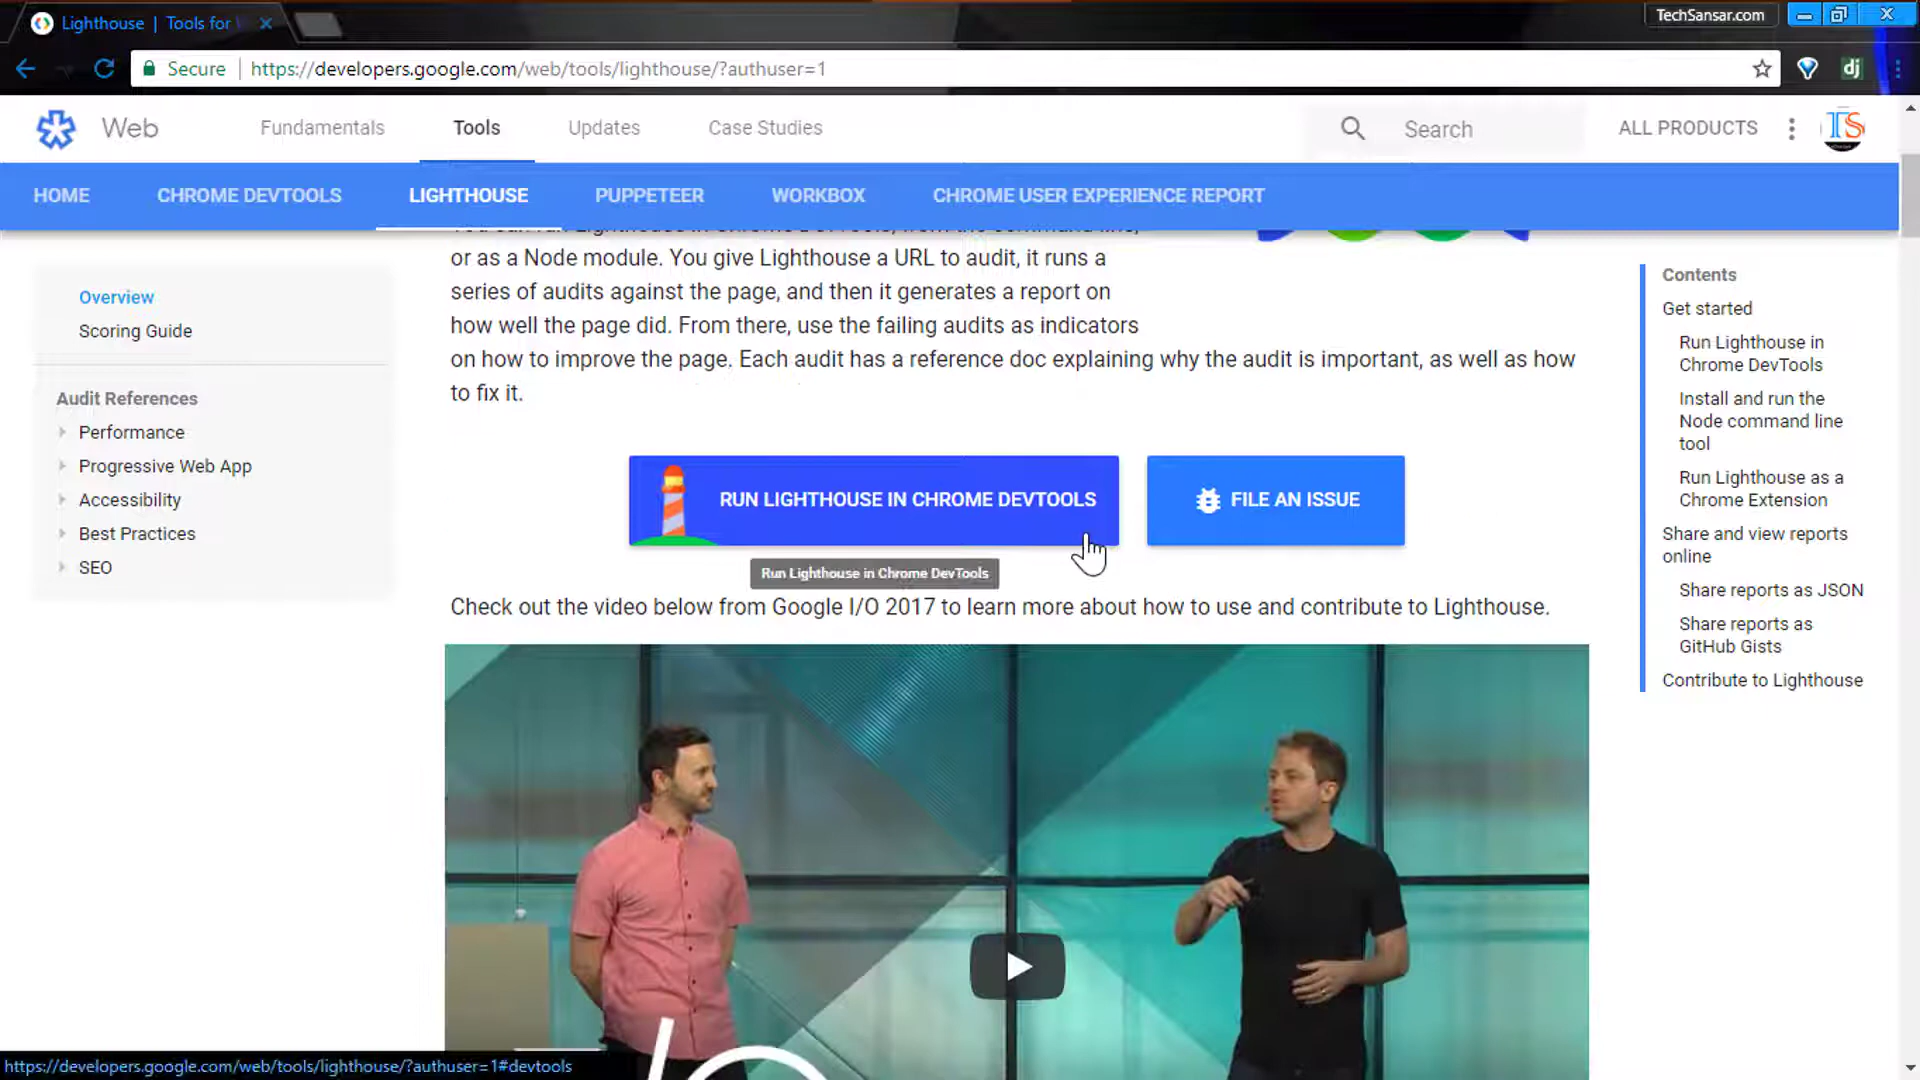 Lighthouse | Tools for
TechSansar.com
Secure
https://developers.google.com/web/tools/lighthouse/?authuser=1
dj
Web
Fundamentals
Tools
Updates
Case Studies
Search
ALL PRODUCTS
TS
HOME
CHROME DEVTOOLS
LIGHTHOUSE
PUPPETEER
WORKBOX
CHROME USER EXPERIENCE REPORT
Overview
Scoring Guide
Audit References
Performance
Progressive Web App
Accessibility
Best Practices
SEO
or as a Node module. You give Lighthouse a URL to audit, it runs a
series of audits against the page, and then it generates a report on
how well the page did. From there, use the failing audits as indicators
on how to improve the page. Each audit has a reference doc explaining why the audit is important, as well as how
to fix it.
RUN LIGHTHOUSE IN CHROME DEVTOOLS
FILE AN ISSUE
Run Lighthouse in Chrome DevTools
Check out the video below from Google I/O 2017 to learn more about how to use and contribute to Lighthouse.
Contents
Get started
Run Lighthouse in
Chrome DevTools
Install and run the
Node command line
tool
Run Lighthouse as a
Chrome Extension
Share and view reports
online
Share reports as JSON
Share reports as
GitHub Gists
Contribute to Lighthouse
https://developers.google.com/web/tools/lighthouse/?authuser=1#devtools